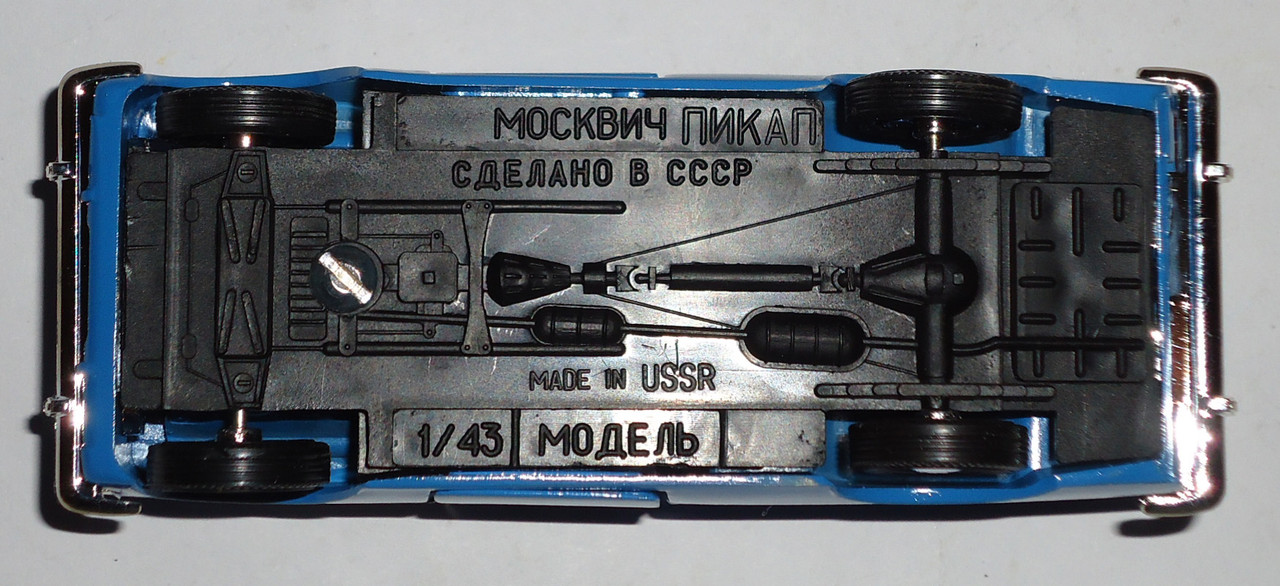 МОСКВИЧ ПИКАП
СДЕЛАНО В СССР
MADE IN USSR
1/43 МОДЕЛЬ